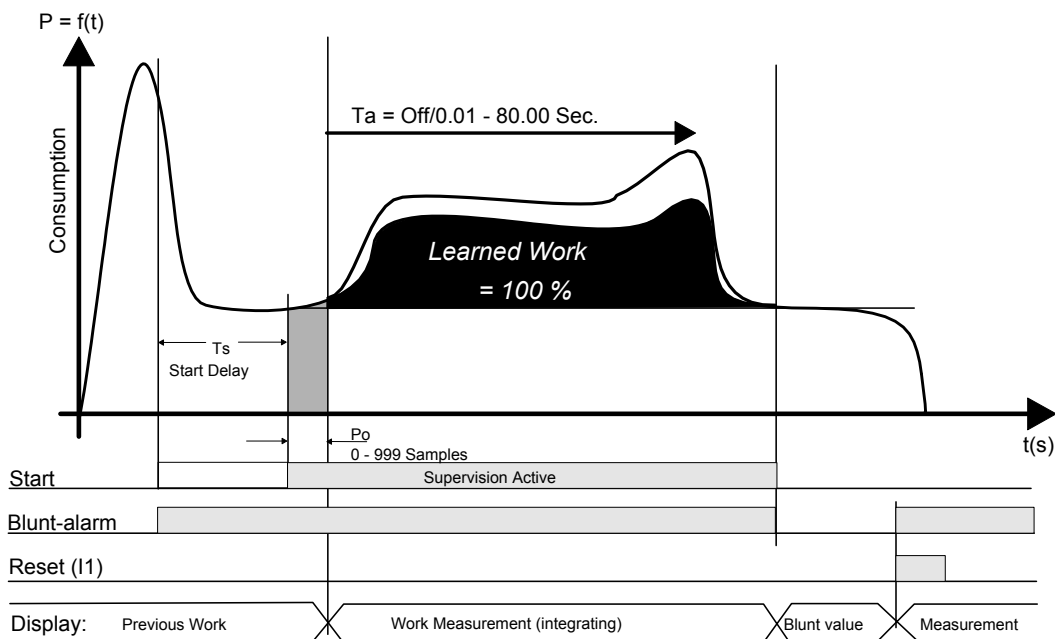 P = f(t)
Consumption
Ta = Off/0.01 - 80.00 Sec.
Learned Work
= 100 %
Ts
Start Delay
Po
0 - 999 Samples
t(s)
Start
Supervision Active
Blunt-alarm
Reset (I1)
Display:
Previous Work
Work Measurement (integrating)
Blunt value
Measurement